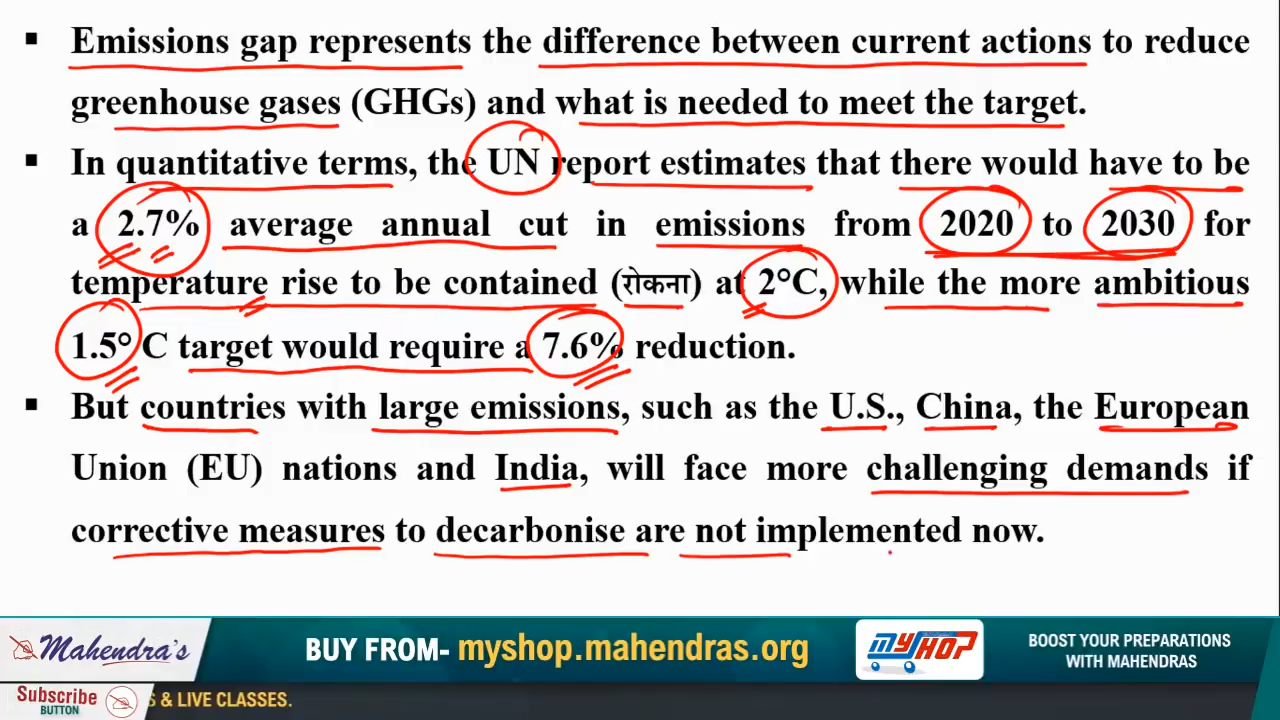 ▪ Emissions gap represents the difference between current actions to reduce
greenhouse gases (GHGs) and what is needed to meet the target.
▪ In quantitative terms, the UN report estimates that there would have to be
a 2.7% average annual cut in emissions from 2020 to 2030 for
temperature rise to be contained (रोकना) at 2°C, while the more ambitious
1.5° C target would require a 7.6% reduction.
▪ But countries with large emissions, such as the U.S., China, the European
Union (EU) nations and India, will face more challenging demands if
corrective measures to decarbonise are not implemented now.
Mahendra's
BUY FROM- myshop.mahendras.org
MYSHOP
BOOST YOUR PREPARATIONS
WITH MAHENDRAS
Subscribe
BUTTON
S & LIVE CLASSES.